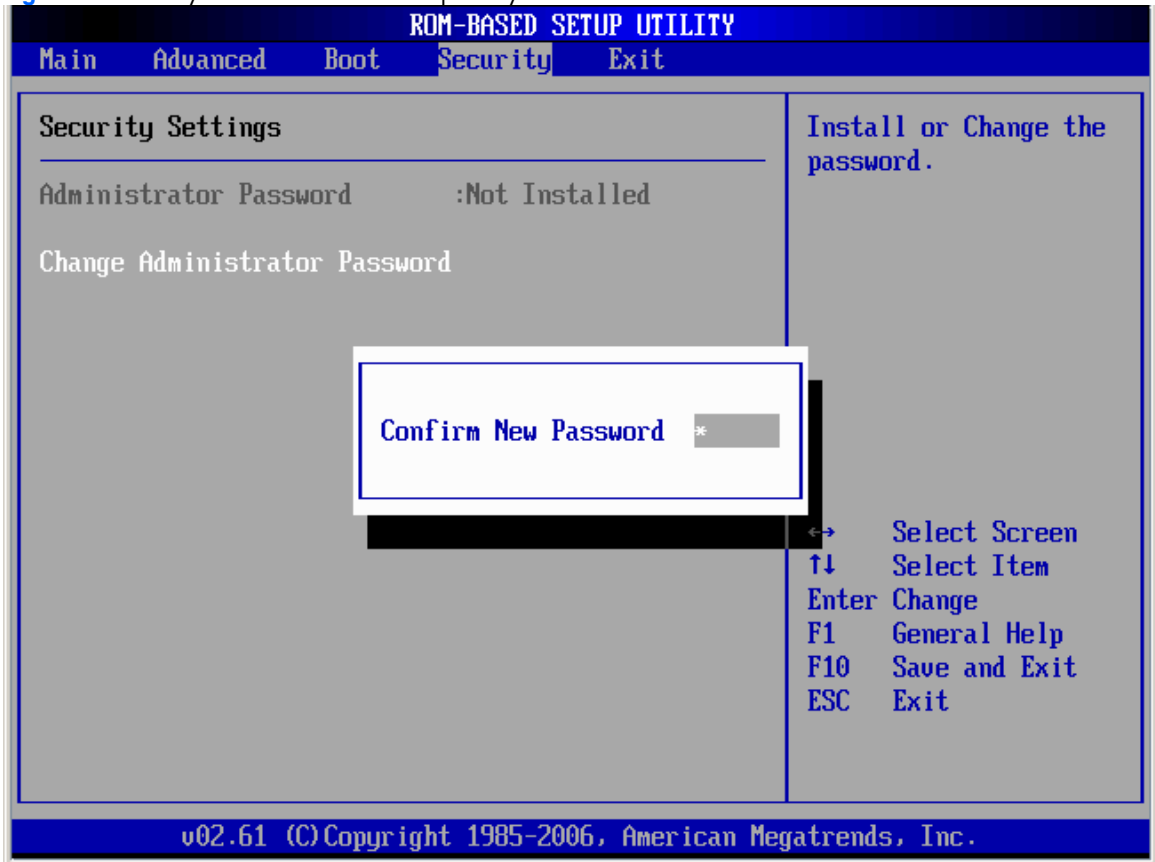 ROM-BASED SETUP UTILITY
Main Advanced Boot Security Exit
Security Settings
Administrator Password :Not Installed
Change Administrator Password
Install or Change the
password.
Confirm New Password *
←→ Select Screen
↑↓ Select Item
Enter Change
F1 General Help
F10 Save and Exit
ESC Exit
v02.61 (C)Copyright 1985-2006, American Megatrends, Inc.